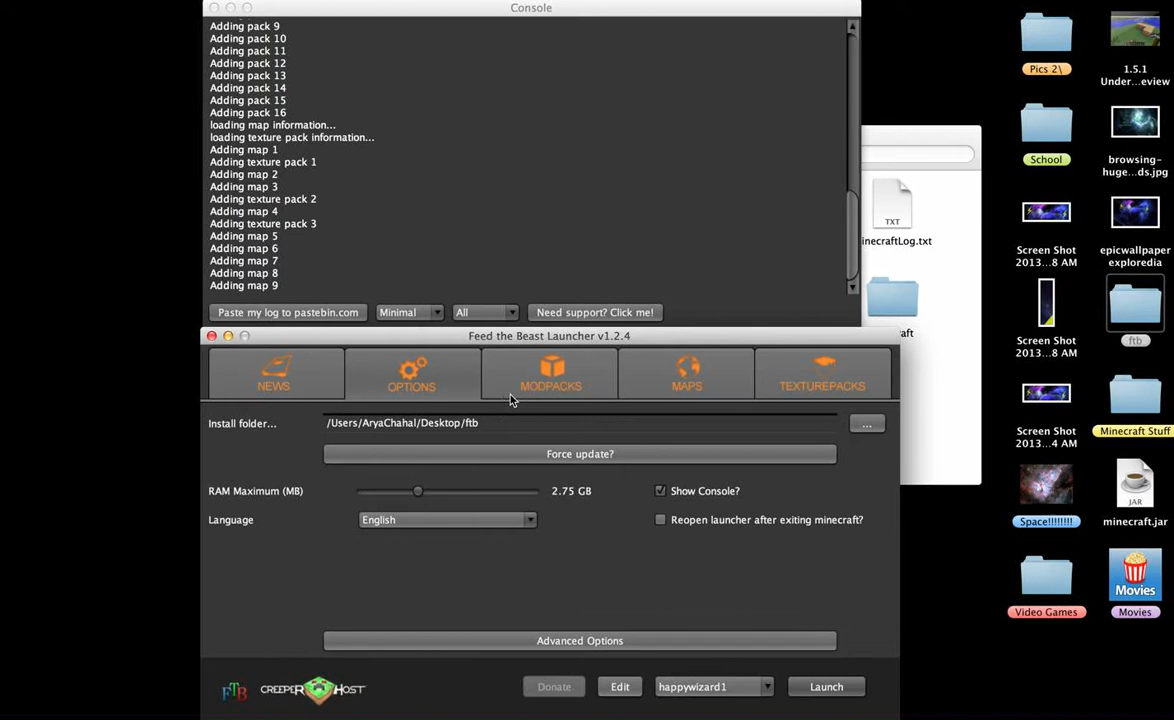 Console
Adding pack 9
Adding pack 10
Adding pack 11
Adding pack 12
Adding pack 13
Adding pack 14
Adding pack 15
Adding pack 16
loading map information...
loading texture pack information...
Adding map 1
Adding texture pack 1
Adding map 2
Adding map 3
Adding texture pack 2
Adding map 4
Adding texture pack 3
Adding map 5
Adding map 6
Adding map 7
Adding map 8
Adding map 9
Paste my log to pastebin.com
Minimal
All
Need support? Click me!
Feed the Beast Launcher v1.2.4
NEWS
OPTIONS
MODPACKS
MAPS
TEXTUREPACKS
Install folder...
/Users/AryaChahal/Desktop/ftb
...
Force update?
RAM Maximum (MB)
2.75 GB
Show Console?
Language
English
Reopen launcher after exiting minecraft?
Advanced Options
FTB
CREEPER HOST
Donate
Edit
happywizard1
Launch
TXT
inecraftLog.txt
raft
Pics 2\
1.5.1
Under...eview
School
browsing-
huge...ds.jpg
Screen Shot
2013...8 AM
epicwallpaper
exploredia
Screen Shot
2013...8 AM
ftb
Screen Shot
2013...4 AM
Minecraft Stuff
Space!!!!!!!!
JAR
minecraft.jar
Video Games
Movies
Movies